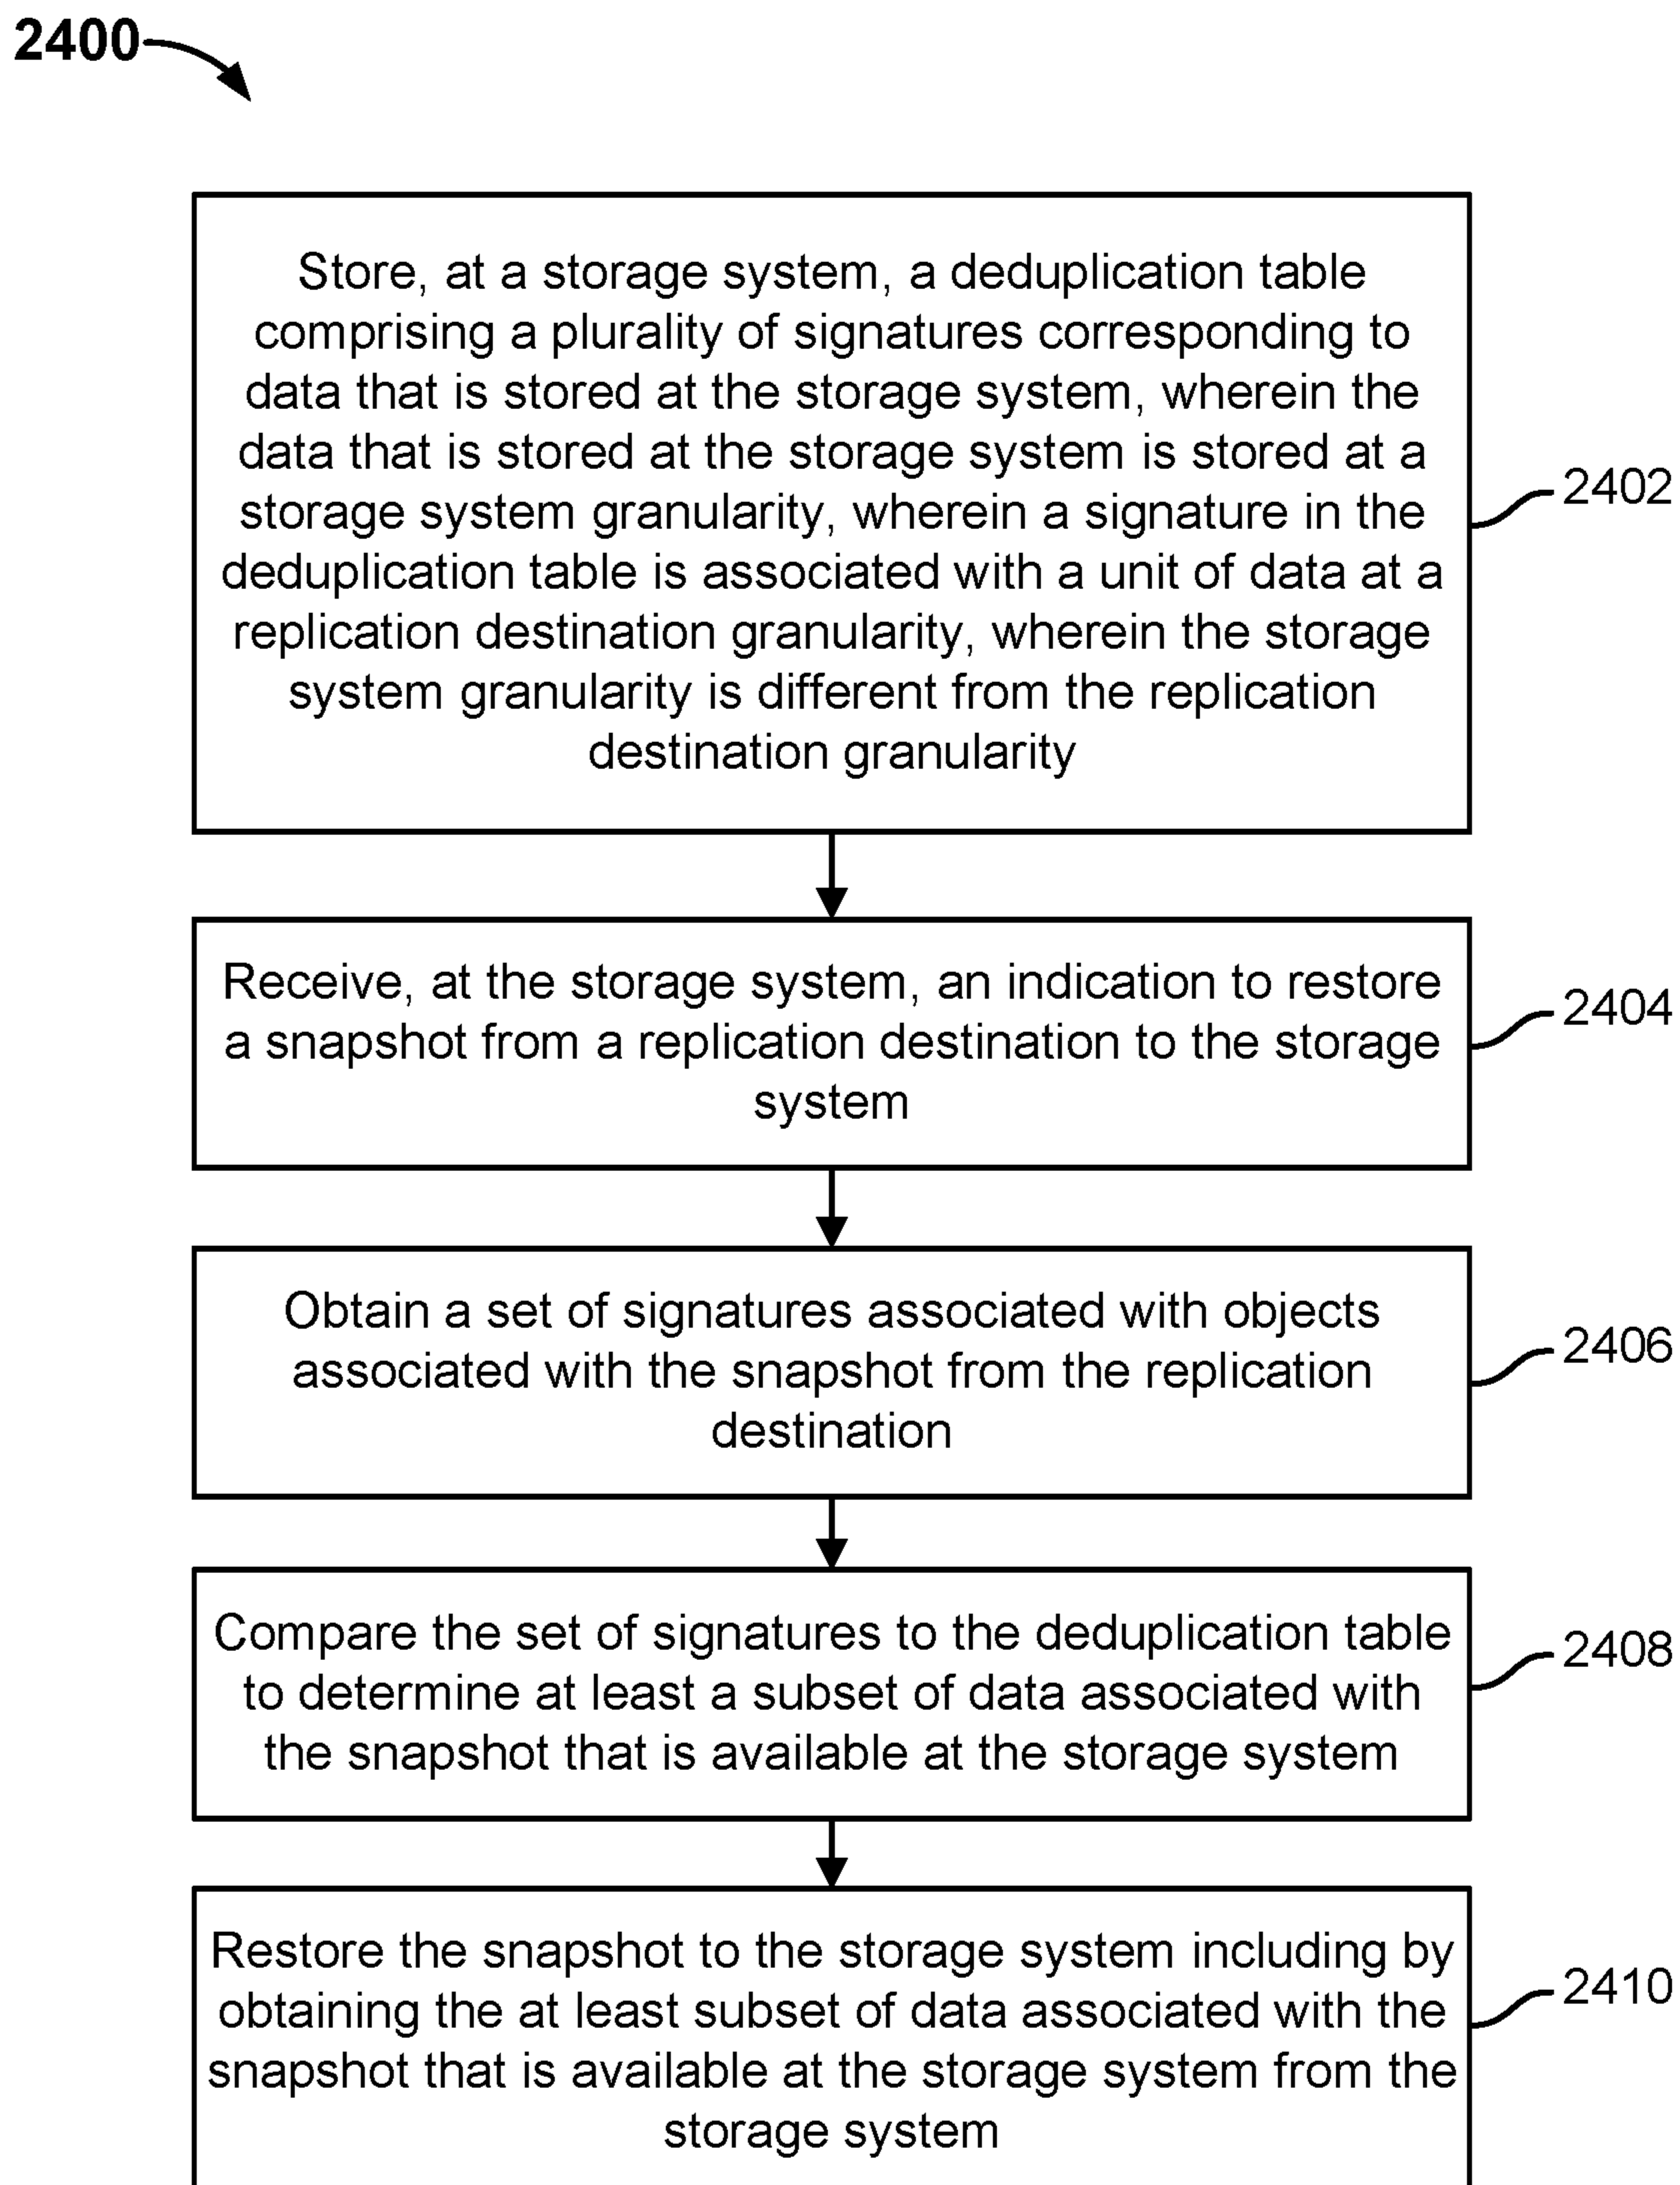 2400
Store, at a storage system, a deduplication table
comprising a plurality of signatures corresponding to
data that is stored at the storage system, wherein the
data that is stored at the storage system is stored at a
storage system granularity, wherein a signature in the
deduplication table is associated with a unit of data at a
replication destination granularity, wherein the storage
system granularity is different from the replication
destination granularity
2402
Receive, at the storage system, an indication to restore
a snapshot from a replication destination to the storage
system
2404
Obtain a set of signatures associated with objects
associated with the snapshot from the replication
destination
2406
Compare the set of signatures to the deduplication table
to determine at least a subset of data associated with
the snapshot that is available at the storage system
2408
Restore the snapshot to the storage system including by
obtaining the at least subset of data associated with the
snapshot that is available at the storage system from the
storage system
2410